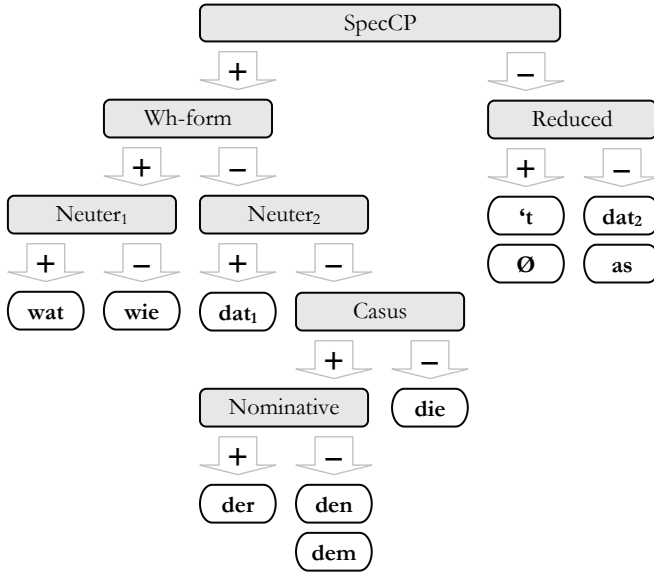 SpecCP
+ −
Wh-form Reduced
+ − + −
Neuter₁ Neuter₂ ‘t dat₂
+ − + − Ø as
wat wie dat₁ Casus
+ −
Nominative die
+ −
der den
dem